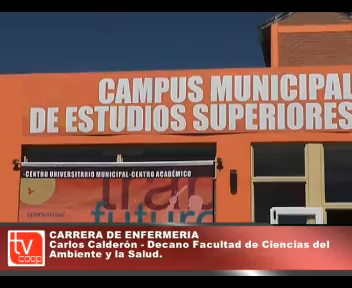 CAMPUS MUNICIPAL
DE ESTUDIOS SUPERIORES
-CENTRO UNIVERSITARIO MUNICIPAL-CENTRO ACADÉMICO
futuro
oportunidad
tv
coop
CARRERA DE ENFERMERIA
Carlos Calderón - Decano Facultad de Ciencias del
Ambiente y la Salud.